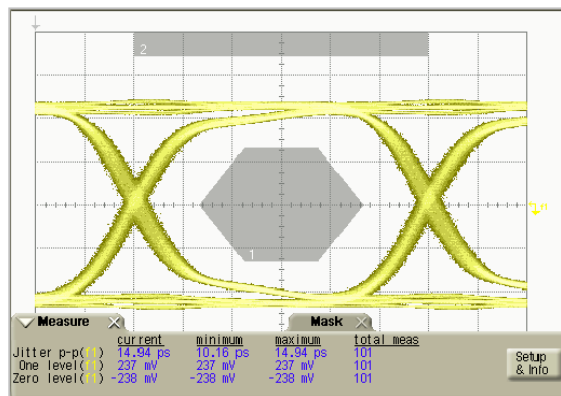 2
1
Measure Mask
current minimum maximum total meas
Jitter p-p(f1) 14.94 ps 10.16 ps 14.94 ps 101
One level(f1) 237 mV 237 mV 237 mV 101
Zero level(f1) -238 mV -238 mV -238 mV 101
Setup
& Info